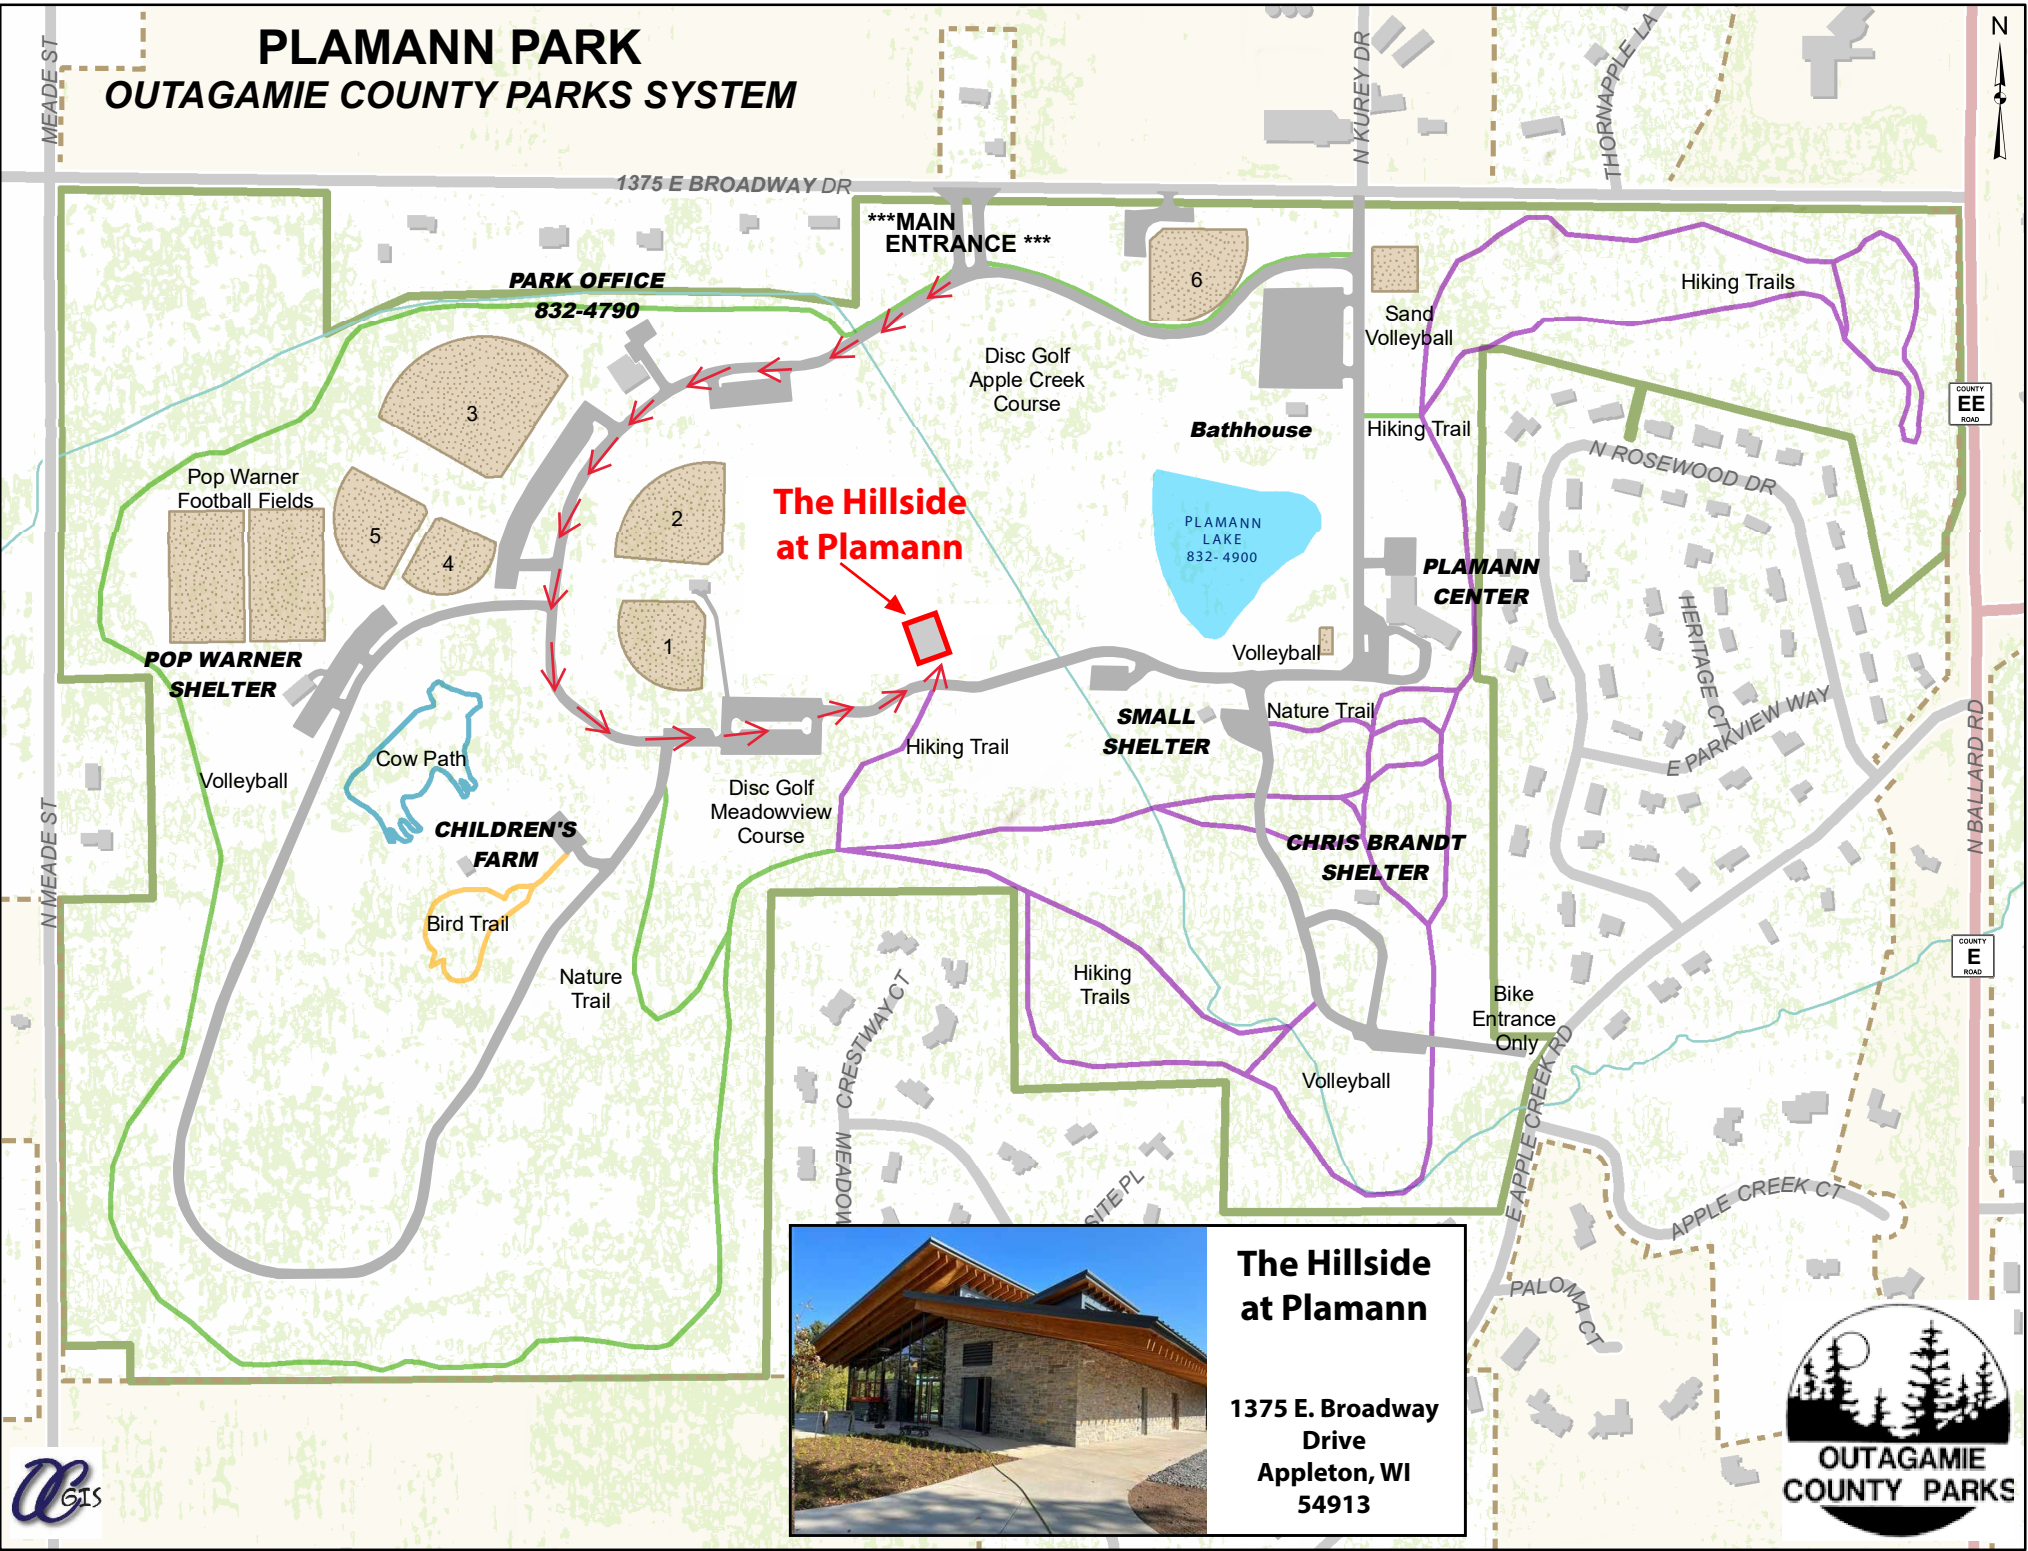 PLAMANN PARK
OUTAGAMIE COUNTY PARKS SYSTEM
MEADE ST
N KUREY DR
THORNAPPLE LA
N
1375 E BROADWAY DR
***MAIN
ENTRANCE ***
PARK OFFICE
832-4790
6
Sand
Volleyball
Hiking Trails
COUNTY
EE
ROAD
Disc Golf
Apple Creek
Course
3
Bathhouse
Hiking Trail
N ROSEWOOD DR
Pop Warner
Football Fields
5
4
2
The Hillside
at Plamann
PLAMANN
LAKE
832- 4900
PLAMANN
CENTER
HERITAGE CT
1
POP WARNER
SHELTER
Volleyball
Nature Trail
SMALL
SHELTER
E PARKVIEW WAY
N BALLARD RD
Cow Path
Volleyball
Hiking Trail
Disc Golf
Meadowview
Course
CHILDREN'S
FARM
CHRIS BRANDT
SHELTER
N MEADE ST
Bird Trail
Nature
Trail
Hiking
Trails
COUNTY
E
ROAD
Bike
Entrance
Only
CRESTWAY CT
MEADOW
Volleyball
E APPLE CREEK RD
SITE PL
APPLE CREEK CT
PALOMA CT
The Hillside
at Plamann
1375 E. Broadway
Drive
Appleton, WI
54913
OC GIS
OUTAGAMIE
COUNTY PARKS